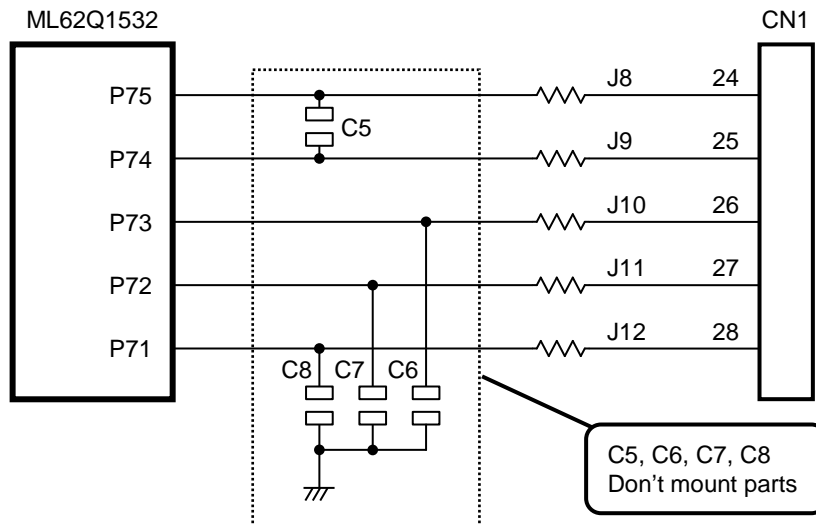 ML62Q1532 CN1
P75 J8 24
C5
P74 J9 25
P73 J10 26
P72 J11 27
P71 J12 28
C8 C7 C6
C5, C6, C7, C8
Don't mount parts